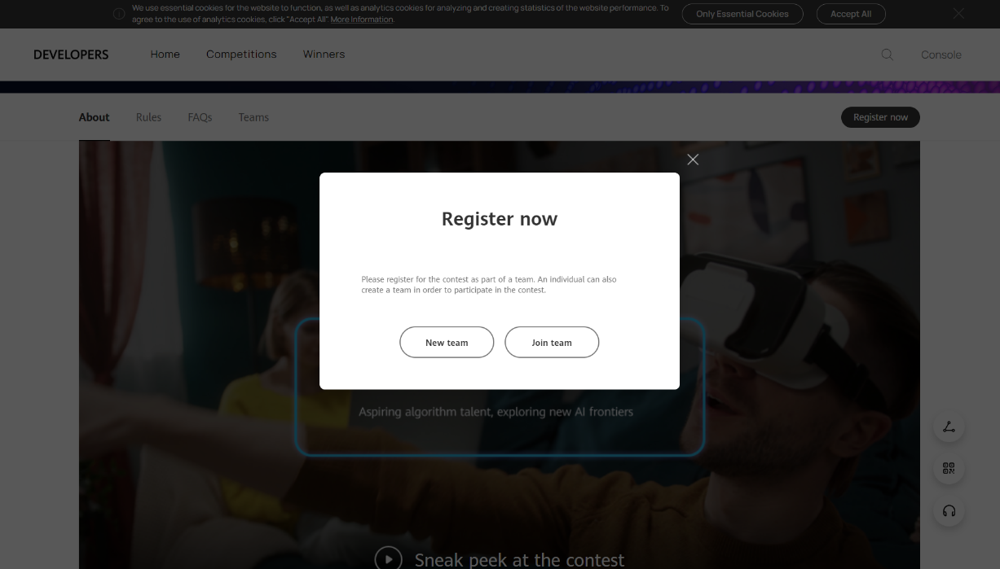 We use essential cookies for the website to function, as well as analytics cookies for analyzing and creating statistics of the website performance. To
agree to the use of analytics cookies, click "Accept All". More Information.
Only Essential Cookies
Accept All
DEVELOPERS
Home
Competitions
Winners
Console
About
Rules
FAQs
Teams
Register now
Register now
Please register for the contest as part of a team. An individual can also
create a team in order to participate in the contest.
New team
Join team
Aspiring algorithm talent, exploring new AI frontiers
Sneak peek at the contest